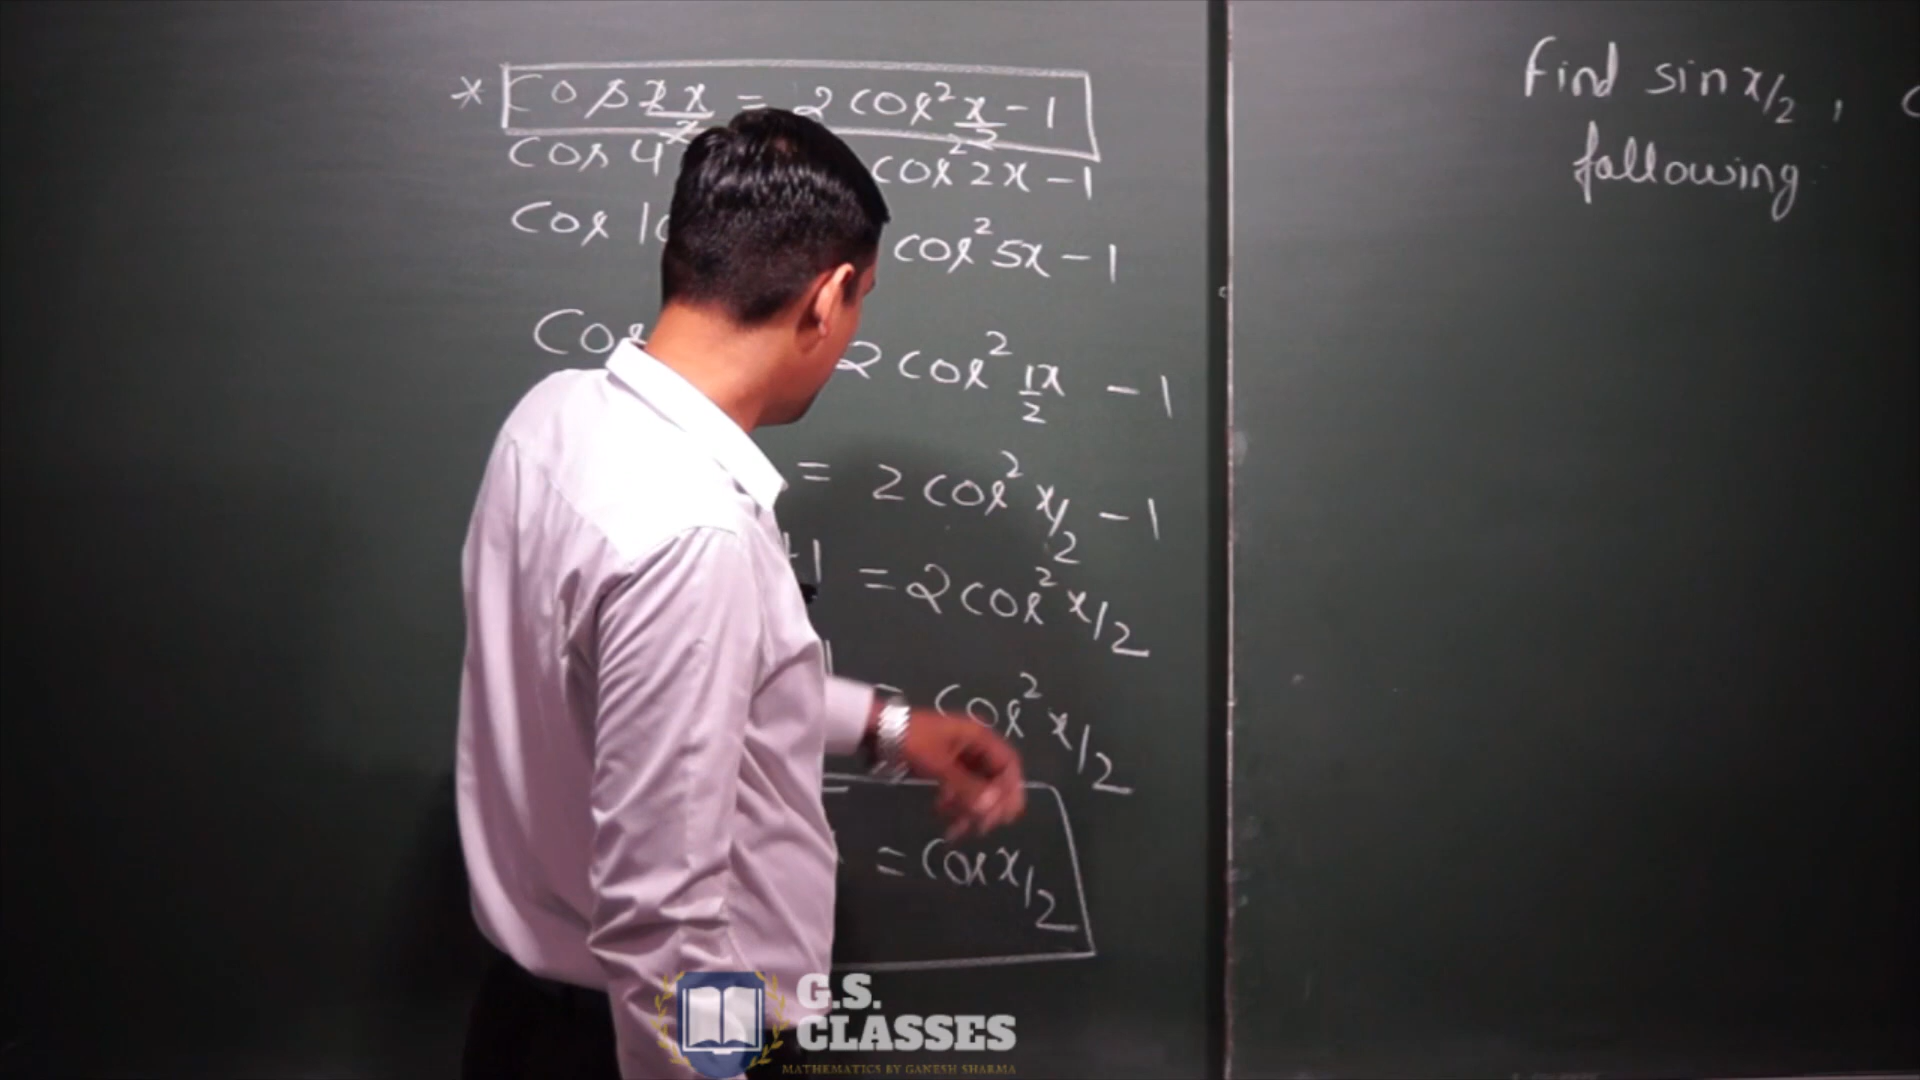 * Cos 2x/2 = 2 cos² x/2 - 1
Cos 4 cos² 2x - 1
Cos 10 cos² 5x - 1
Cos 2 cos² 1x/2 - 1
= 2 cos² x/2 - 1
+1 = 2 cos² x/2
= cos² x/2
= cos x/2
Find sin x/2 ,
following
G.S.
CLASSES
MATHEMATICS BY GANESH SHARMA